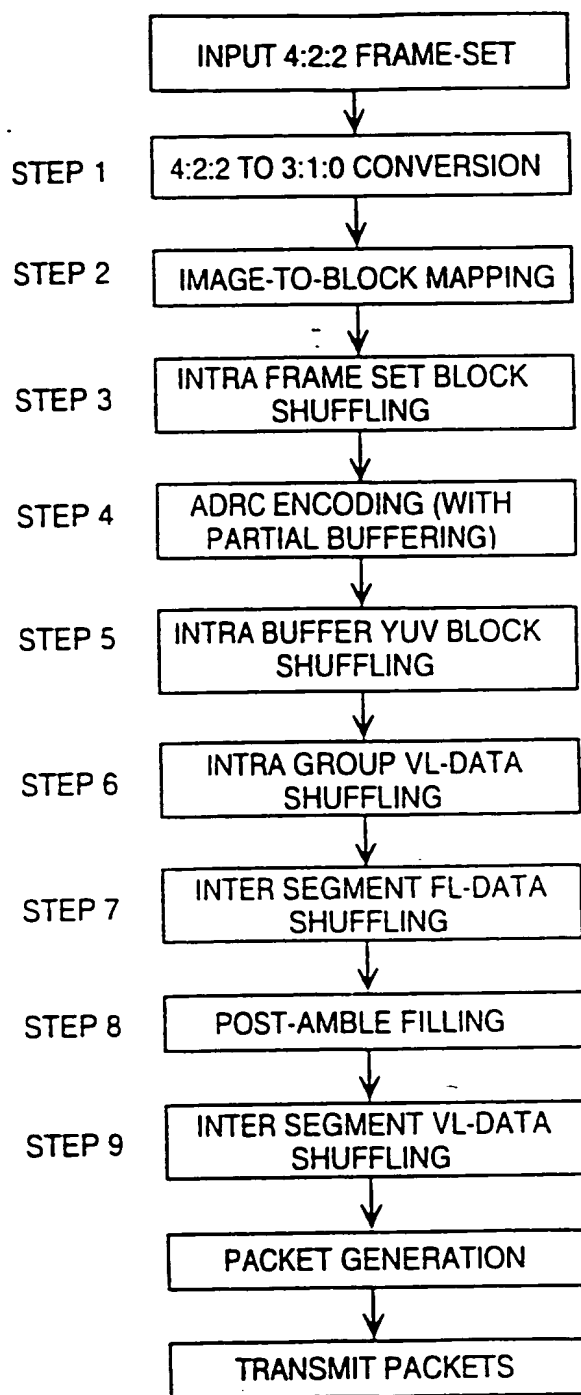 INPUT 4:2:2 FRAME-SET
STEP 1
4:2:2 TO 3:1:0 CONVERSION
STEP 2
IMAGE-TO-BLOCK MAPPING
STEP 3
INTRA FRAME SET BLOCK
SHUFFLING
STEP 4
ADRC ENCODING (WITH
PARTIAL BUFFERING)
STEP 5
INTRA BUFFER YUV BLOCK
SHUFFLING
STEP 6
INTRA GROUP VL-DATA
SHUFFLING
STEP 7
INTER SEGMENT FL-DATA
SHUFFLING
STEP 8
POST-AMBLE FILLING
STEP 9
INTER SEGMENT VL-DATA
SHUFFLING
PACKET GENERATION
TRANSMIT PACKETS